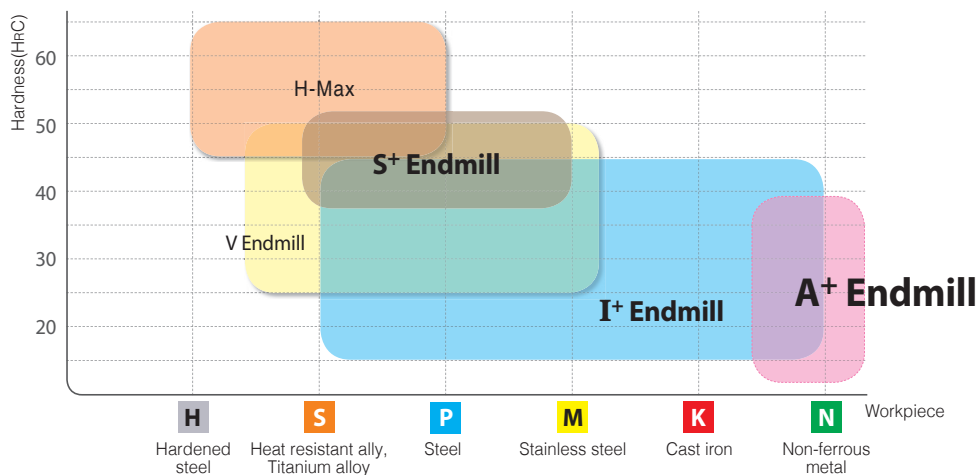 Hardness(HRC)
60
50
40
30
20
H-Max
S+ Endmill
V Endmill
I+ Endmill
A+ Endmill
H
S
P
M
K
N
Workpiece
Hardened
steel
Heat resistant ally,
Titanium alloy
Steel
Stainless steel
Cast iron
Non-ferrous
metal